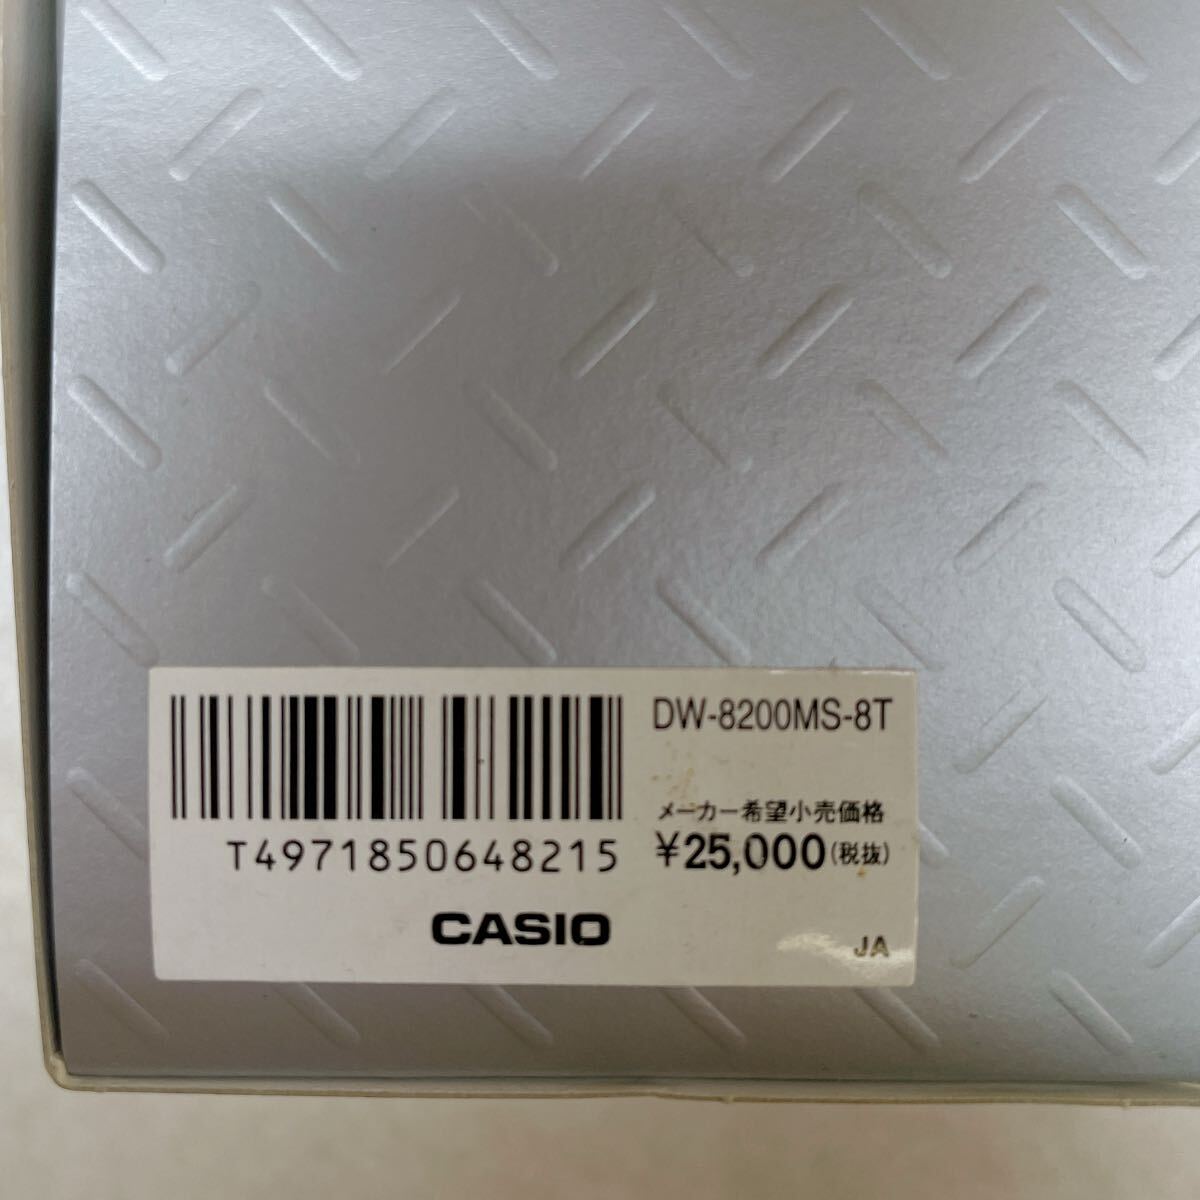 DW-8200MS-8T
メーカー希望小売価格
T4971850648215
¥25,000(税抜)
CASIO
JA